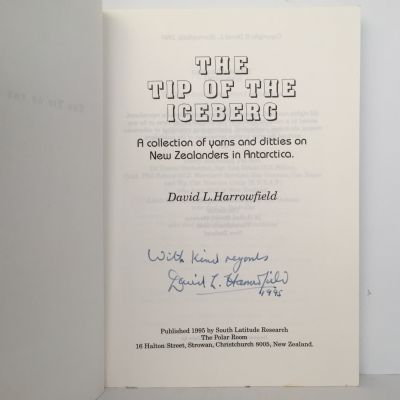 THE
TIP OF THE
ICEBERG
A collection of yarns and ditties on
New Zealanders in Antarctica.
David L.Harrowfield
With kind regards
David L. Harrowfield
1995
Published 1995 by South Latitude Research
The Polar Room
16 Halton Street, Strowan, Christchurch 6005, New Zealand.